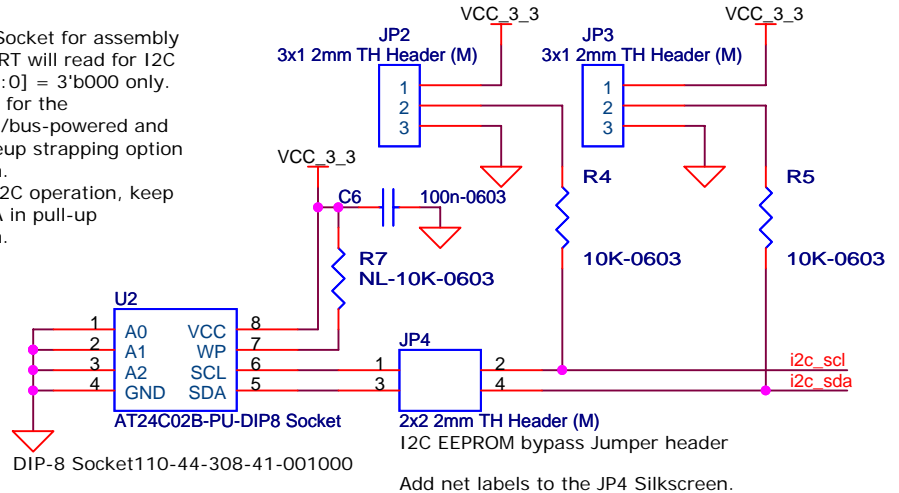 Socket for assembly
RT will read for I2C
:0] = 3'b000 only.
for the
/bus-powered and
eup strapping option
I2C operation, keep
A in pull-up
VCC_3_3
JP2
3x1 2mm TH Header (M)
1
2
3
VCC_3_3
JP3
3x1 2mm TH Header (M)
1
2
3
VCC_3_3
C6
100n-0603
R4
10K-0603
R5
10K-0603
R7
NL-10K-0603
U2
1 A0 VCC 8
2 A1 WP 7
3 A2 SCL 6
4 GND SDA 5
AT24C02B-PU-DIP8 Socket
DIP-8 Socket110-44-308-41-001000
JP4
1 2
3 4
2x2 2mm TH Header (M)
I2C EEPROM bypass Jumper header
Add net labels to the JP4 Silkscreen.
i2c_scl
i2c_sda